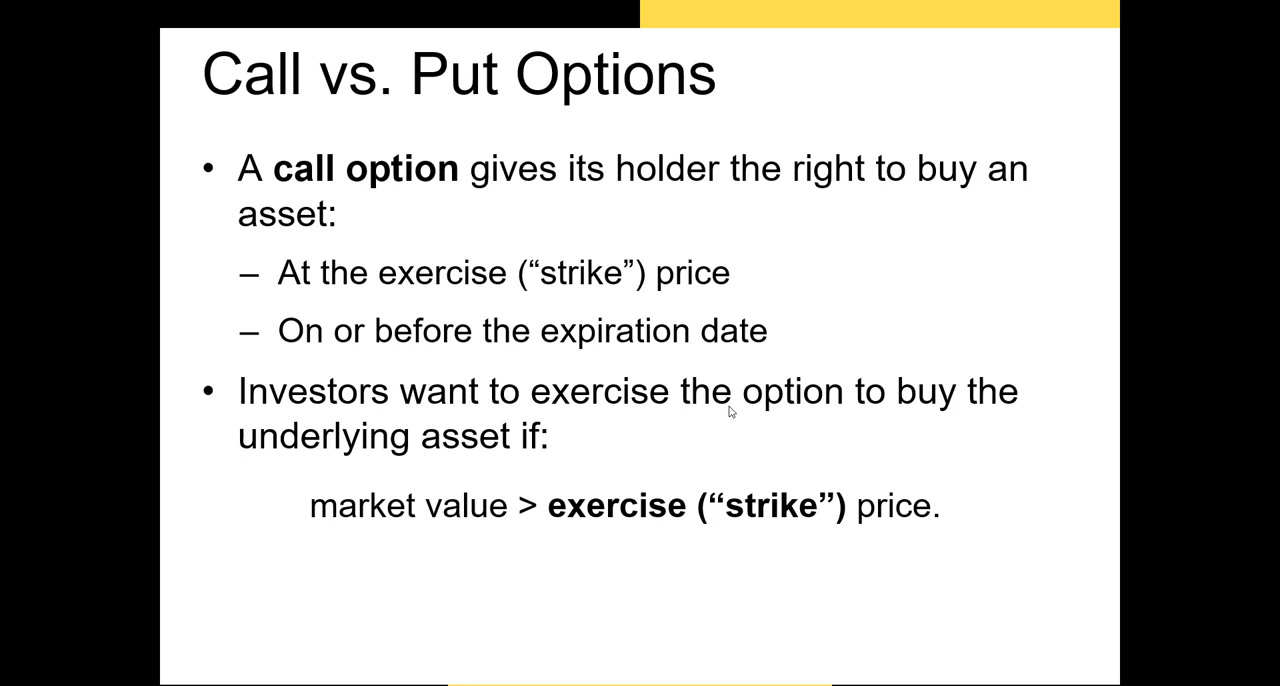 Call vs. Put Options
• A call option gives its holder the right to buy an
asset:
– At the exercise (“strike”) price
– On or before the expiration date
• Investors want to exercise the option to buy the
underlying asset if:
market value > exercise (“strike”) price.